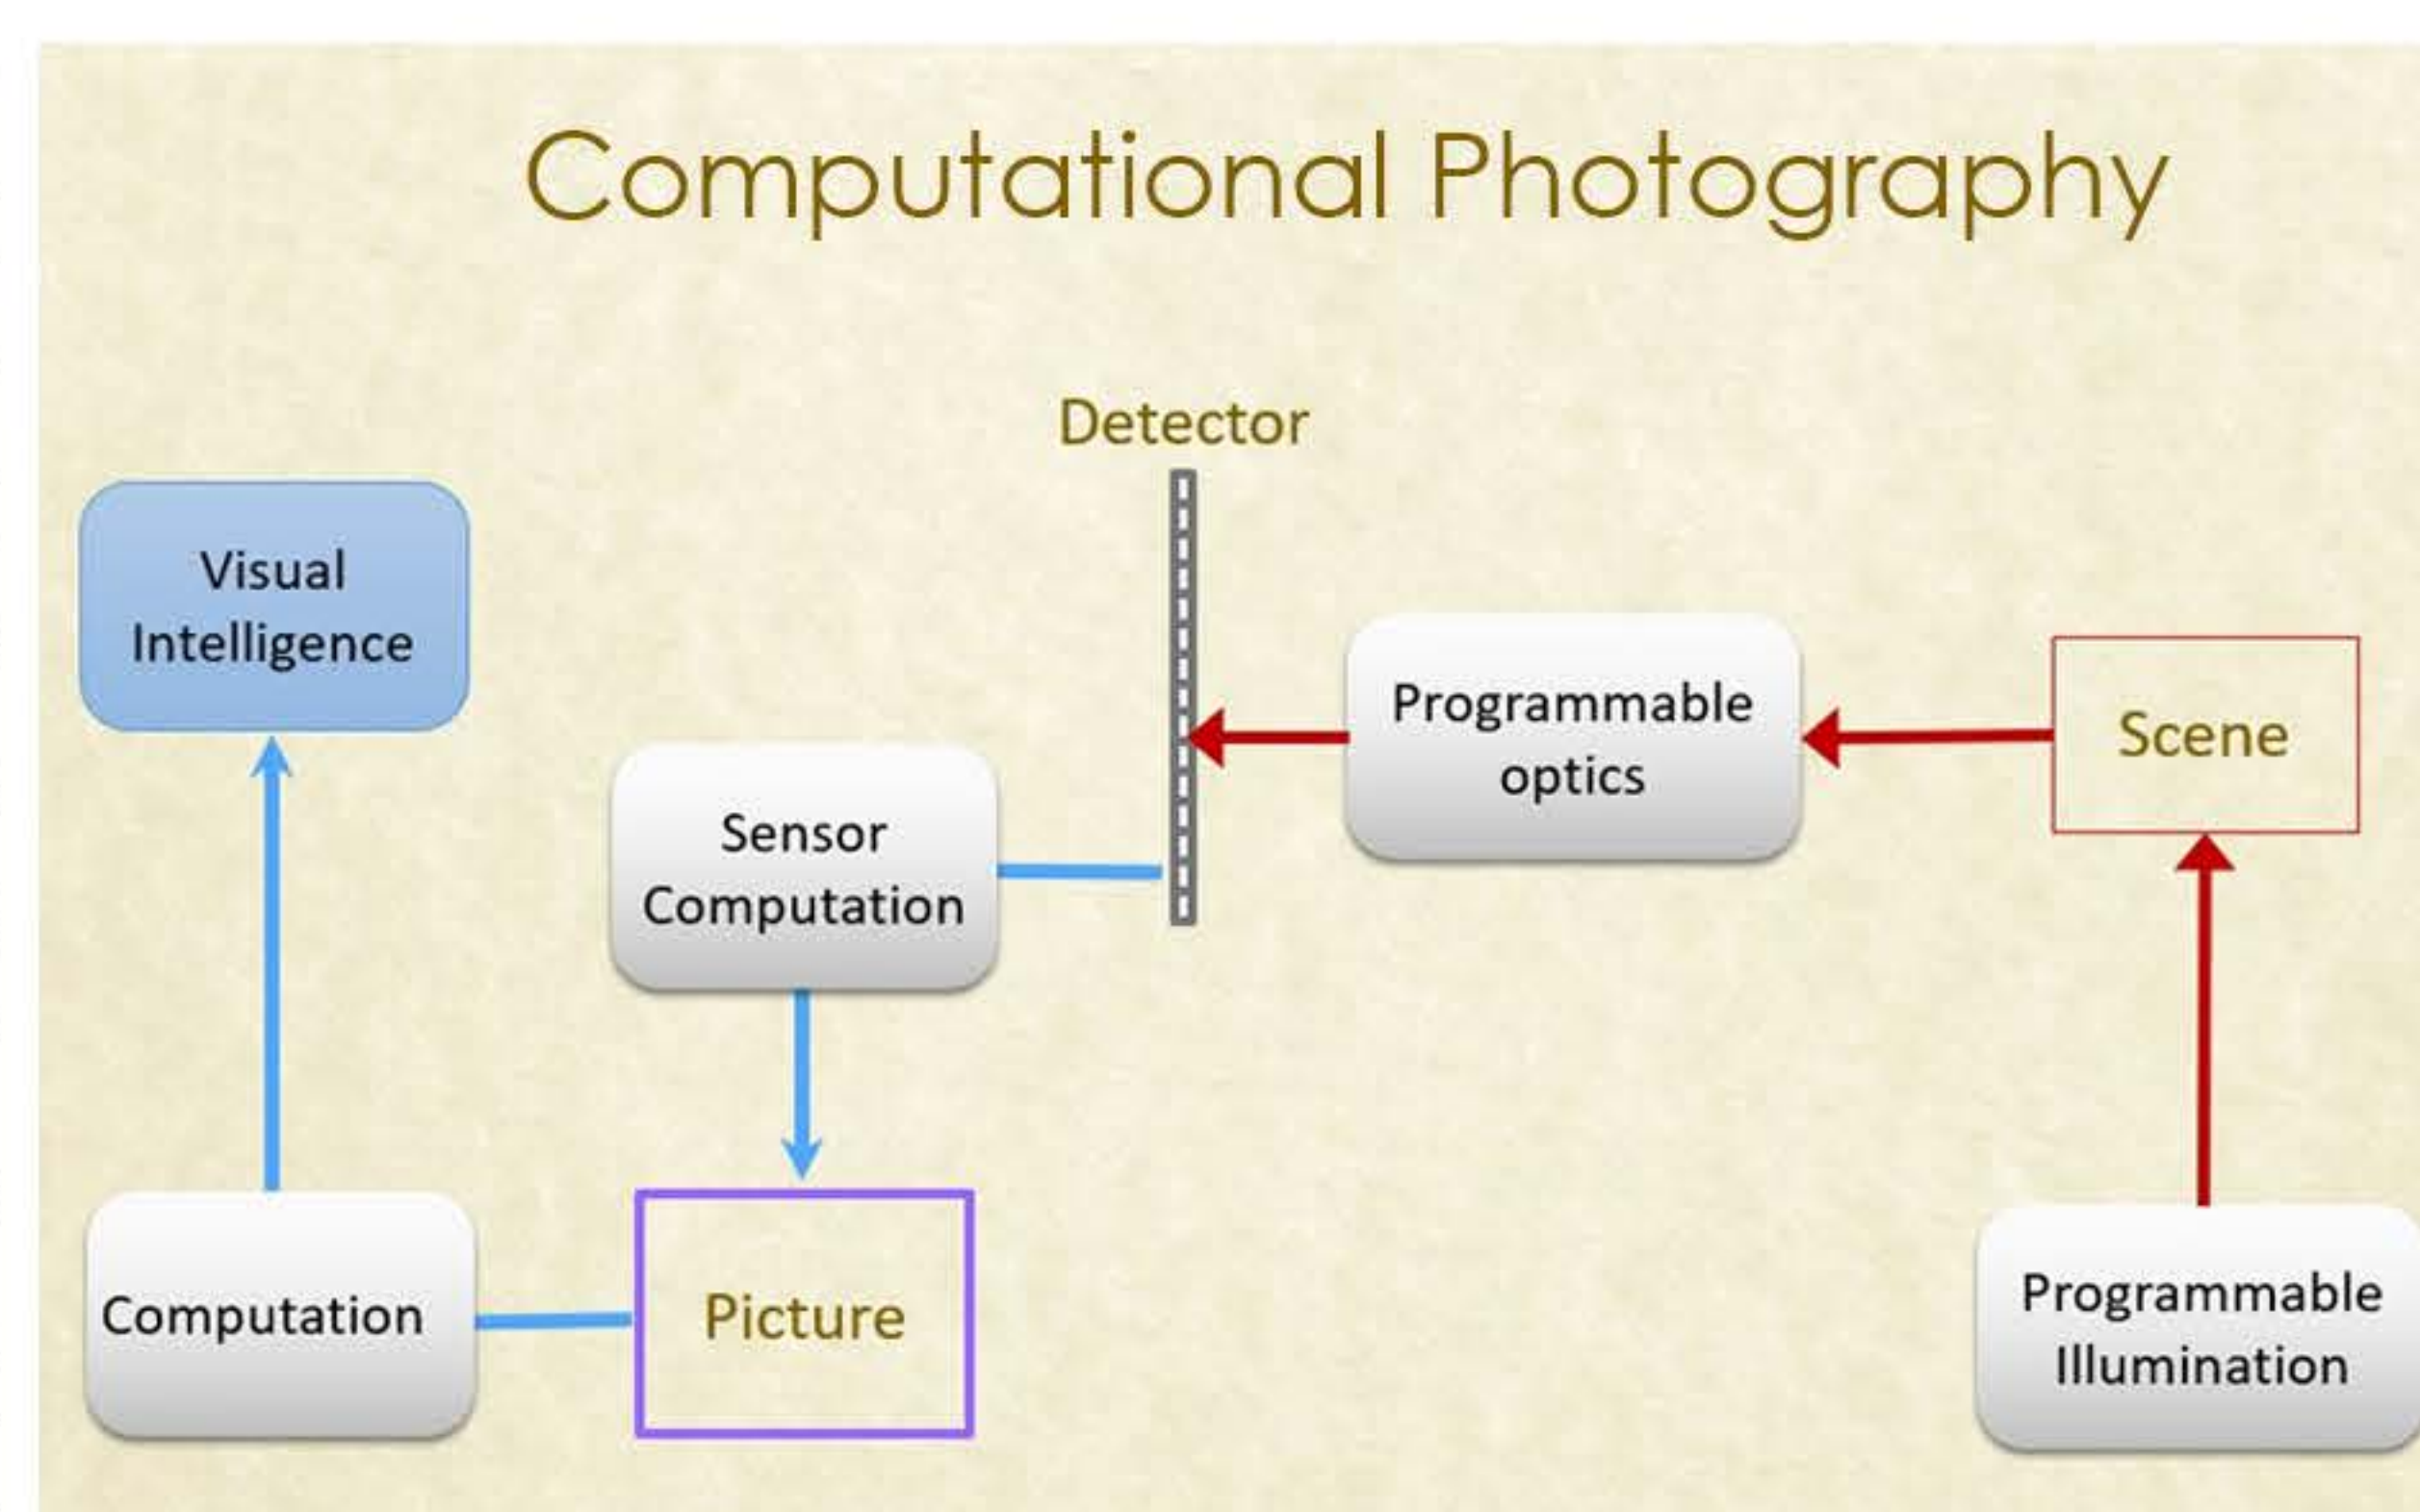 Computational Photography
Detector
Visual
Intelligence
Programmable
optics
Scene
Sensor
Computation
Computation
Picture
Programmable
Illumination